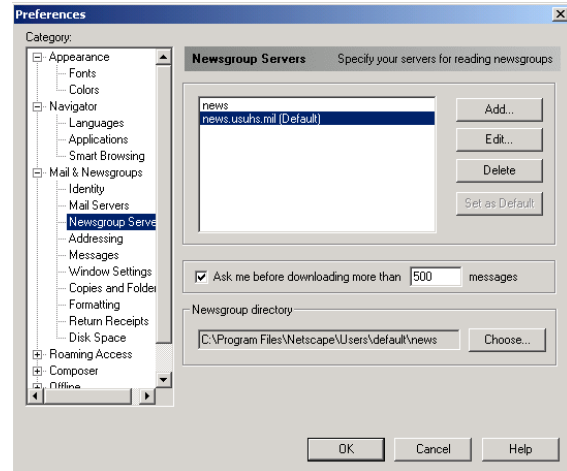 Preferences
Category:
Appearance
Fonts
Colors
Navigator
Languages
Applications
Smart Browsing
Mail & Newsgroups
Identity
Mail Servers
Newsgroup Serve
Addressing
Messages
Window Settings
Copies and Folder
Formatting
Return Receipts
Disk Space
Roaming Access
Composer
Offline
Newsgroup Servers Specify your servers for reading newsgroups
news
news.usuhs.mil (Default)
Add...
Edit...
Delete
Set as Default
Ask me before downloading more than 500 messages
Newsgroup directory
C:\Program Files\Netscape\Users\default\news Choose...
OK Cancel Help